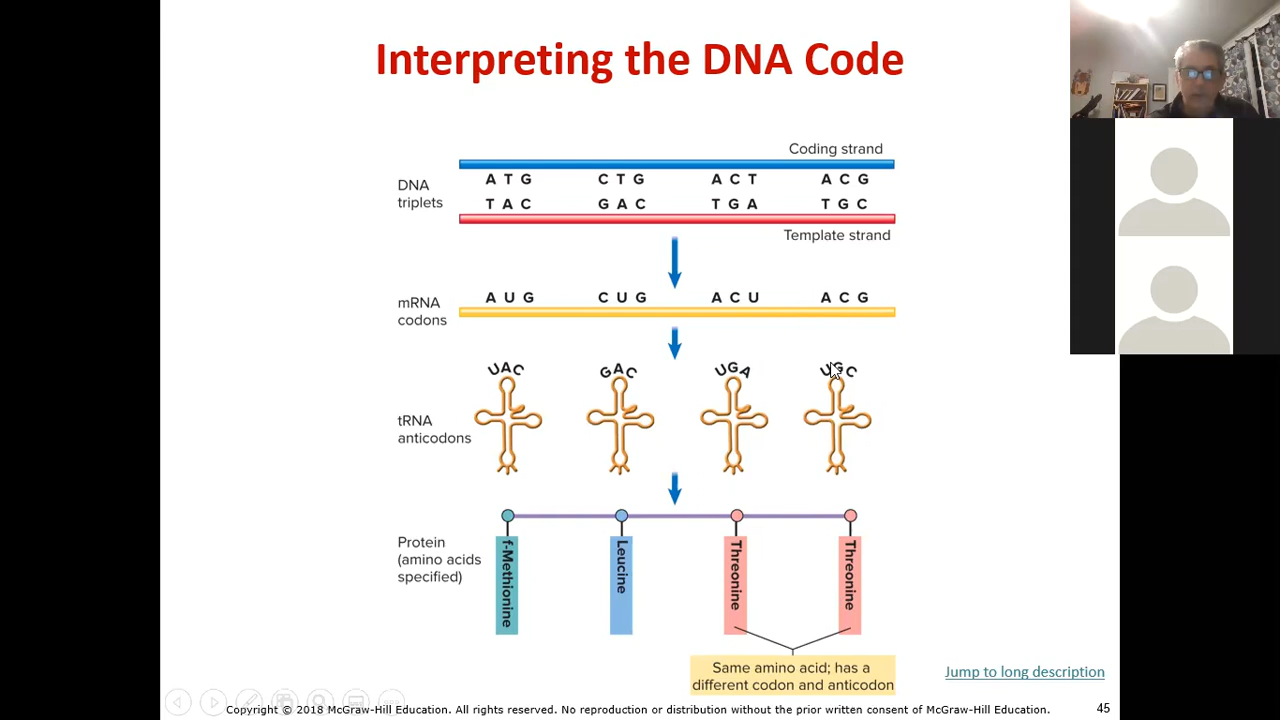 Interpreting the DNA Code
Coding strand
DNA
triplets
A T G C T G A C T A C G
T A C G A C T G A T G C
Template strand
mRNA
codons
A U G C U G A C U A C G
UAC GAC UGA UGC
tRNA
anticodons
Protein
(amino acids
specified)
f-Methionine
Leucine
Threonine
Threonine
Same amino acid; has a
different codon and anticodon
Jump to long description
Copyright © 2018 McGraw-Hill Education. All rights reserved. No reproduction or distribution without the prior written consent of McGraw-Hill Education.
45